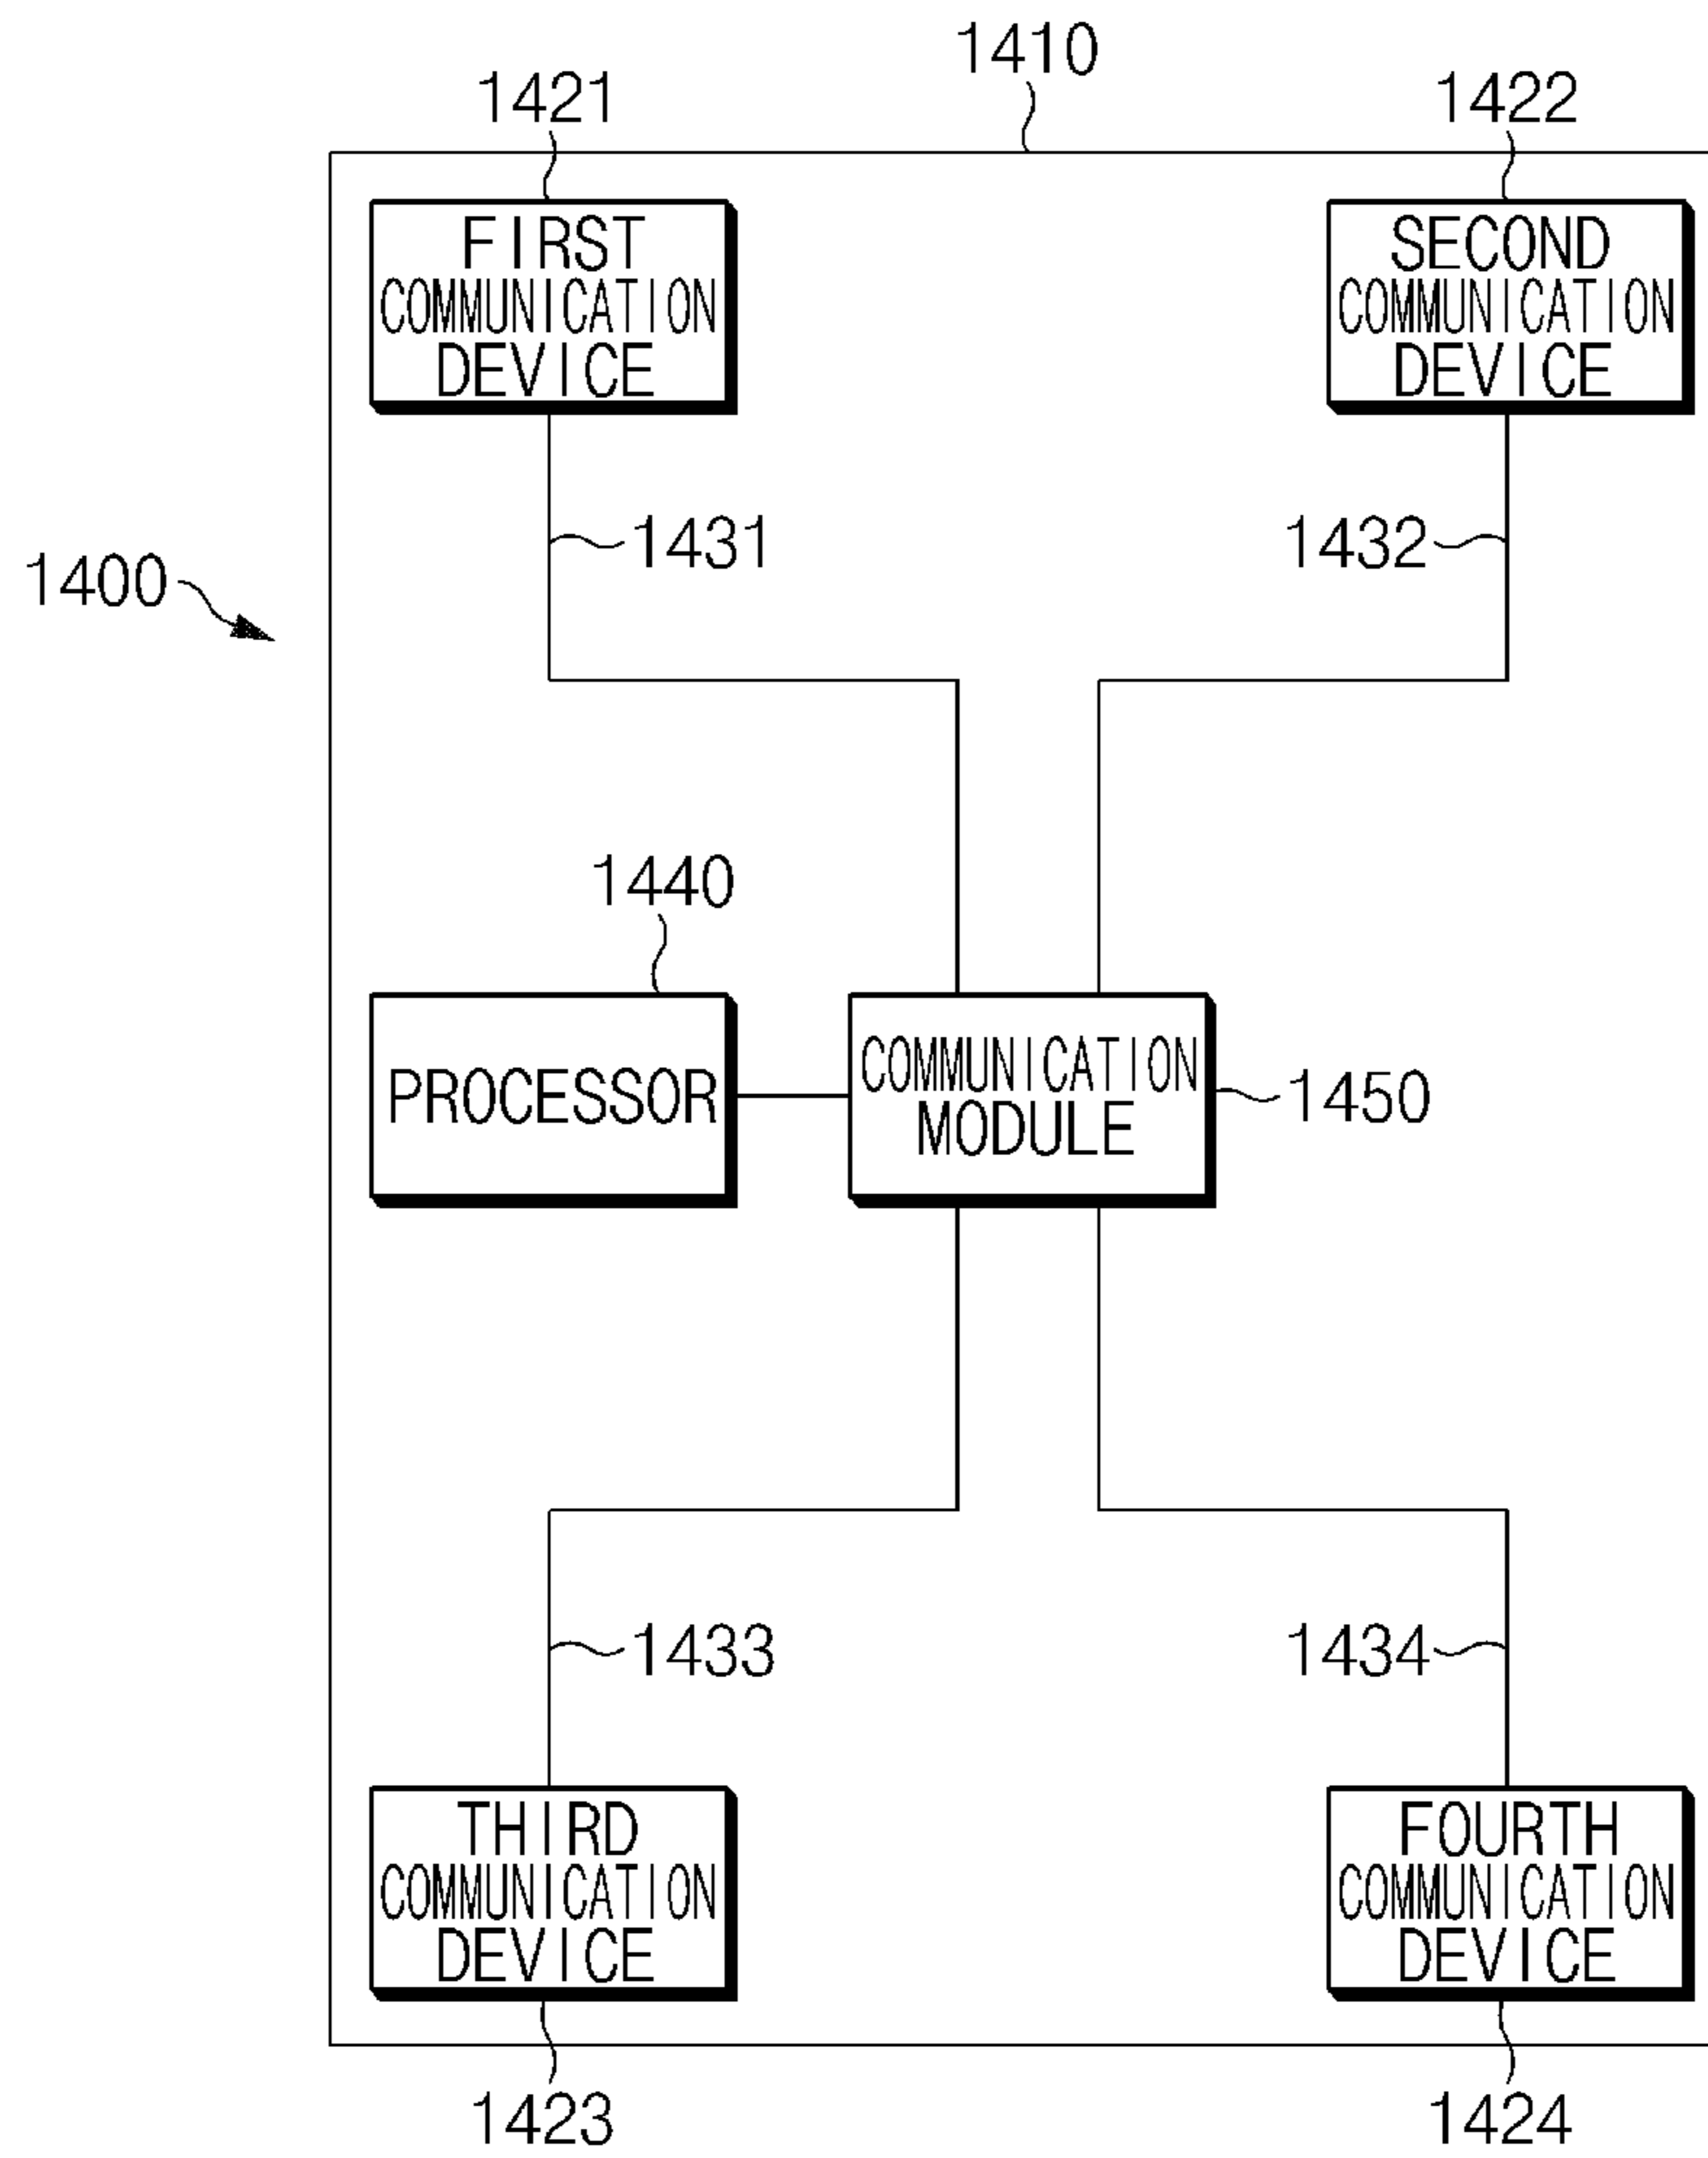 1410
1421
1422
FIRST
COMMUNICATION
DEVICE
SECOND
COMMUNICATION
DEVICE
1431
1432
1400
1440
PROCESSOR
COMMUNICATION
MODULE
1450
1433
1434
THIRD
COMMUNICATION
DEVICE
FOURTH
COMMUNICATION
DEVICE
1423
1424